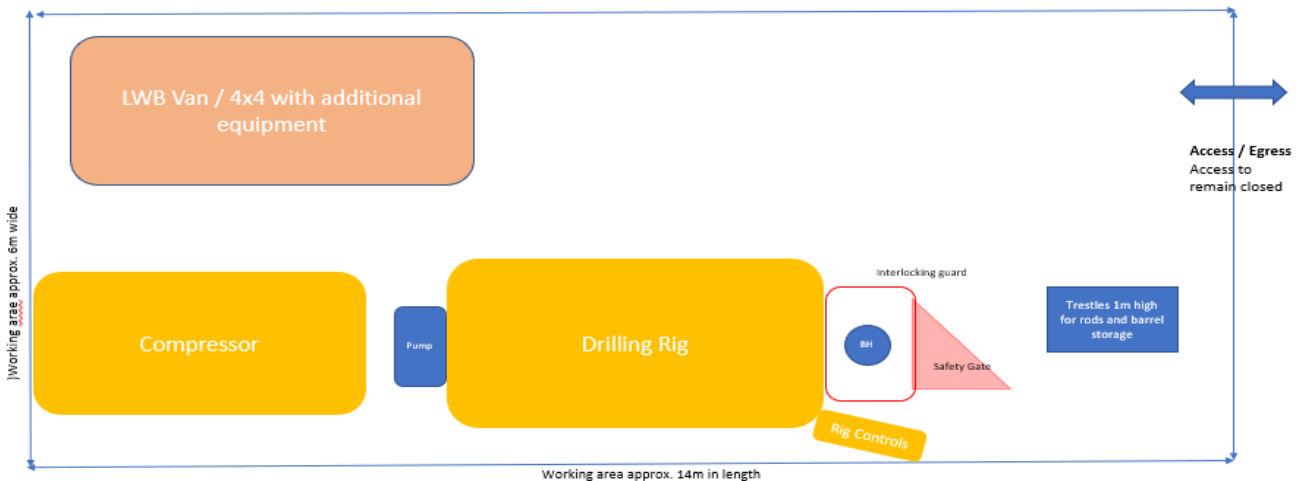 LWB Van / 4x4 with additional
equipment
Access / Egress
Access to
remain closed
)Working arae approx. 6m wide
Interlocking guard
Compressor
Pump
Drilling Rig
BH
Safety Gate
Trestles 1m high
for rods and barrel
storage
Rig Controls
Working area approx. 14m in length